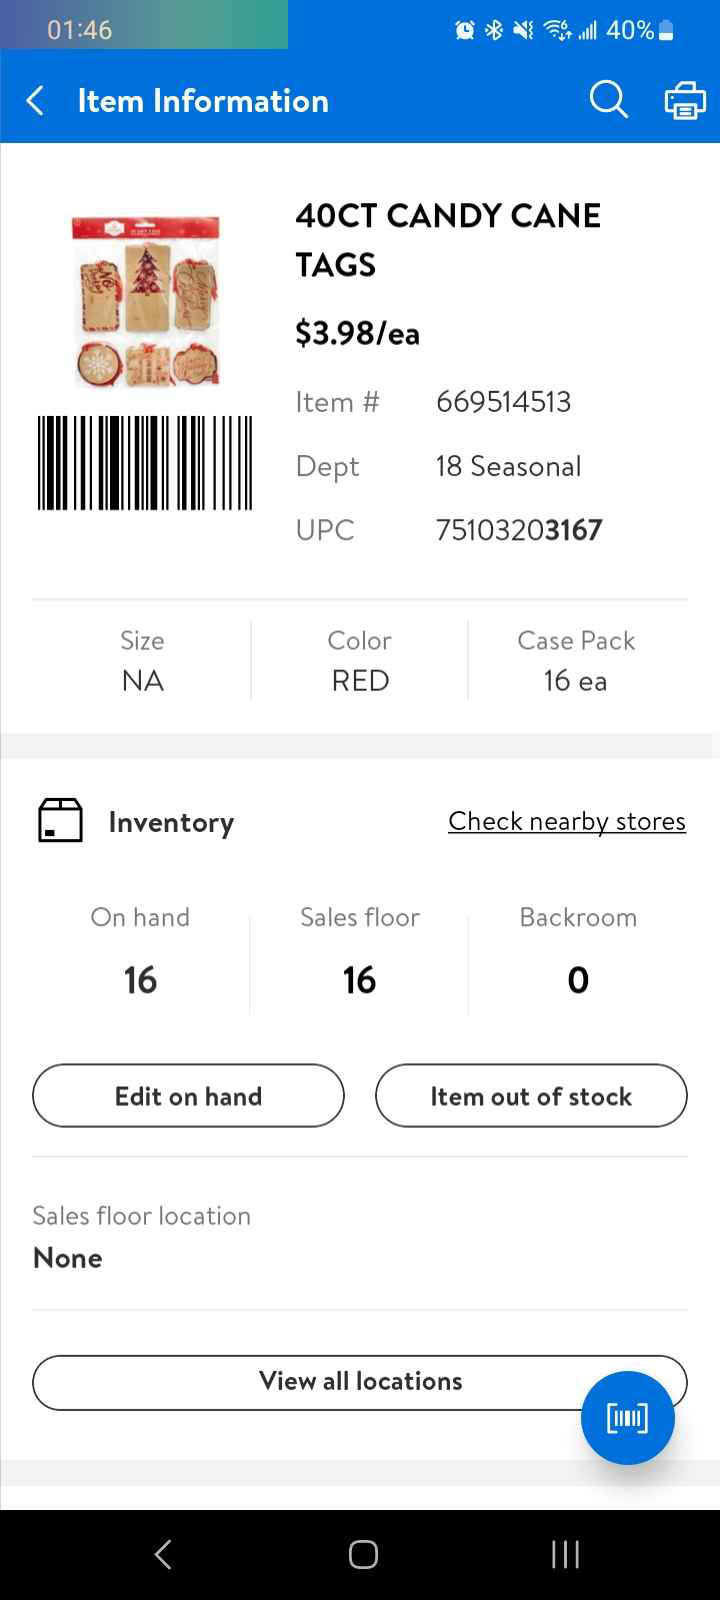 01:46
40%
Item Information
40CT CANDY CANE
TAGS
$3.98/ea
Item # 669514513
Dept 18 Seasonal
UPC 75103203167
Size Color Case Pack
NA RED 16 ea
Inventory Check nearby stores
On hand Sales floor Backroom
16 16 0
Edit on hand Item out of stock
Sales floor location
None
View all locations